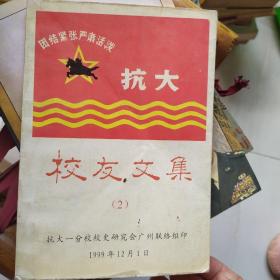 团结紧张严肃活泼
抗大
校友文集
(2)
抗大一分校校史研究会广州联络组印
1999年12月1日